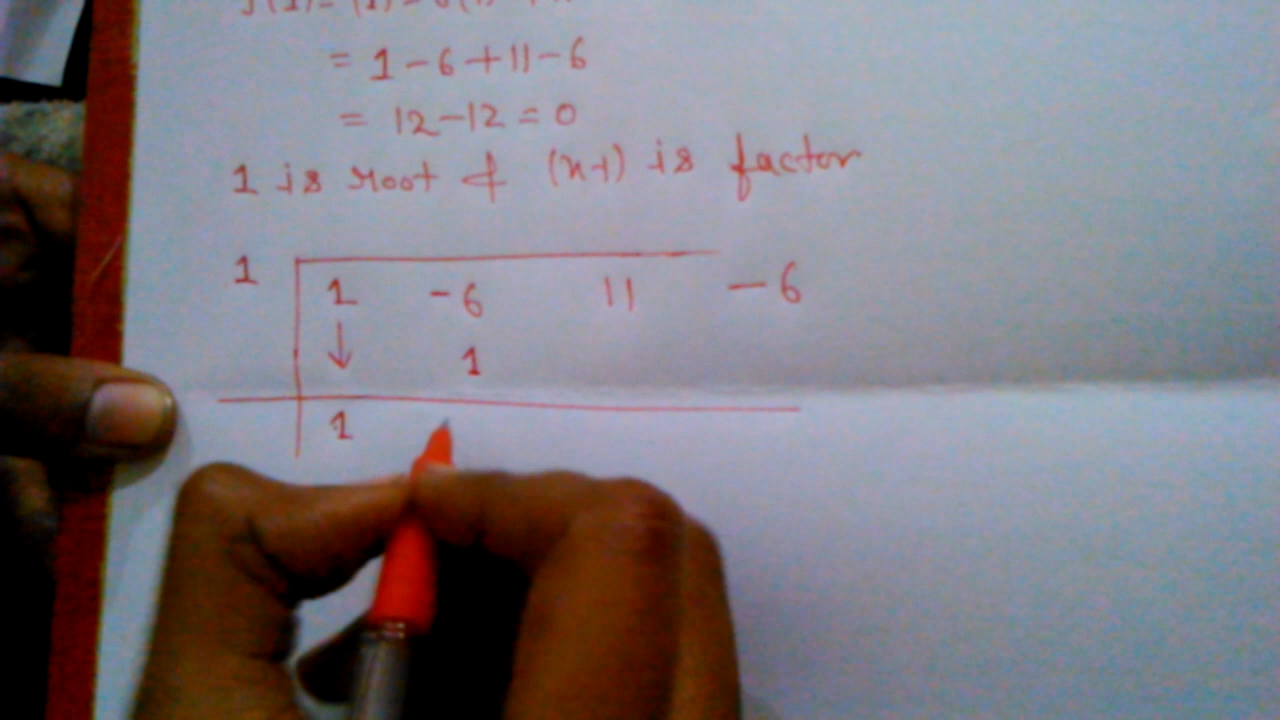 = 1-6+11-6
= 12-12=0
1 is root & (x-1) is factor
1 1 -6 11 -6
↓ 1
1